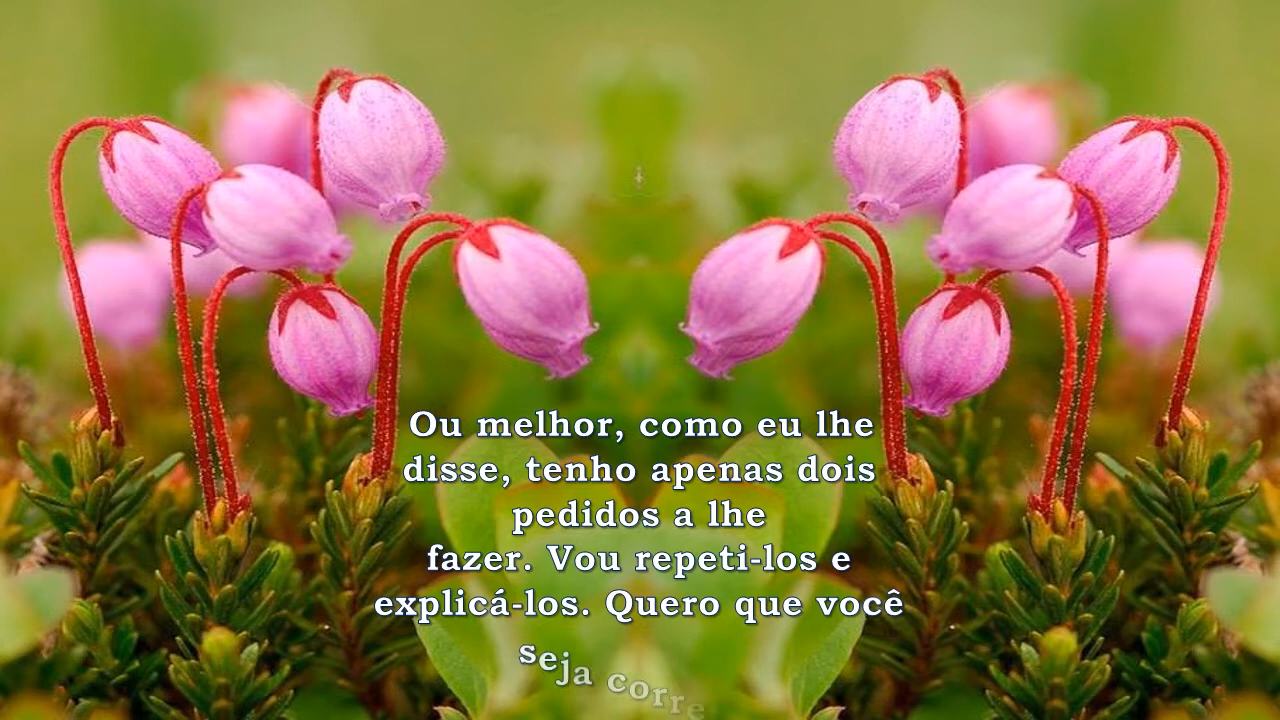 Ou melhor, como eu lhe
disse, tenho apenas dois
pedidos a lhe
fazer. Vou repeti-los e
explicá-los. Quero que você
seja corre